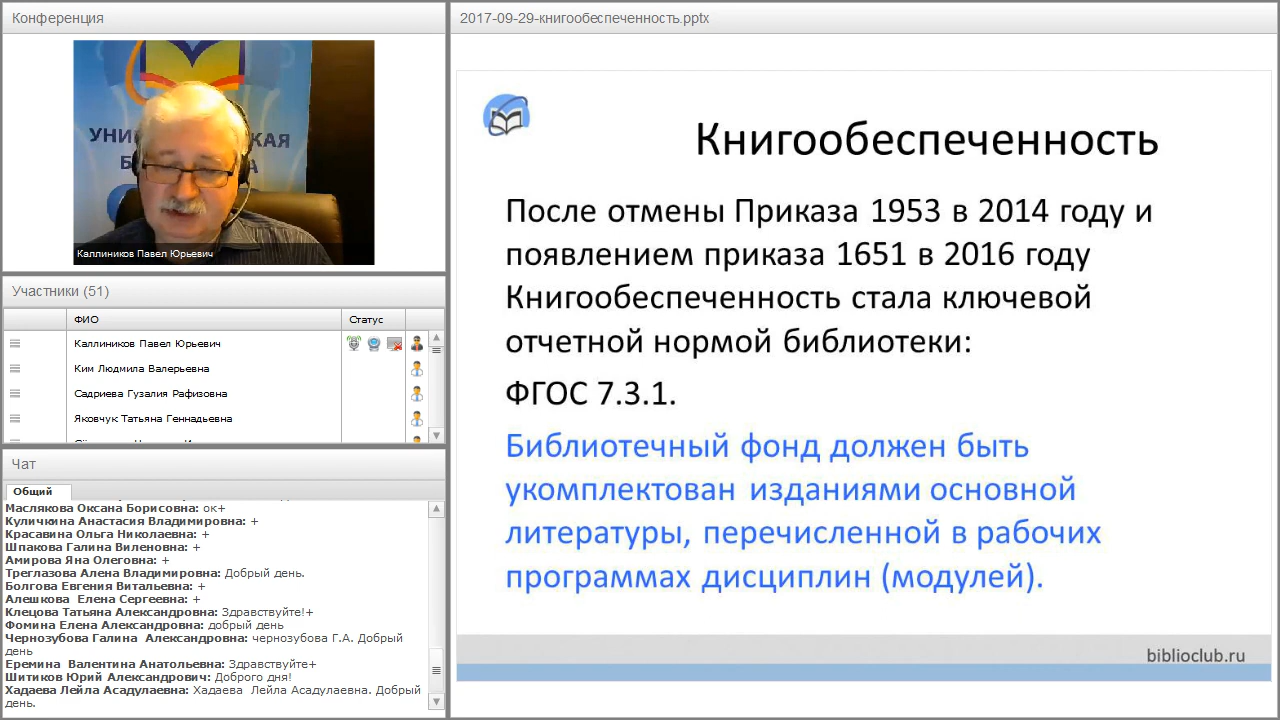 Конференция
УНИ
СКАЯ
Б
А
Каллиников Павел Юрьевич
Участники (51)
ФИО
Статус
Каллиников Павел Юрьевич
Ким Людмила Валерьевна
Садриева Гузалия Рафизовна
Яковчук Татьяна Геннадьевна
Чат
Общий
Маслякова Оксана Борисовна: ок+
Куличкина Анастасия Владимировна: +
Красавина Ольга Николаевна: +
Шпакова Галина Виленовна: +
Амирова Яна Олеговна: +
Треглазова Алена Владимировна: Добрый день.
Болгова Евгения Витальевна: +
Алешкова Елена Сергеевна: +
Клецова Татьяна Александровна: Здравствуйте!+
Фомина Елена Александровна: добрый день
Чернозубова Галина Александровна: чернозубова Г.А. Добрый
день
Еремина Валентина Анатольевна: Здравствуйте+
Шитиков Юрий Александрович: Доброго дня!
Хадаева Лейла Асадулаевна: Хадаева Лейла Асадулаевна. Добрый
день.
2017-09-29-книгообеспеченность.pptx
Книгообеспеченность
После отмены Приказа 1953 в 2014 году и
появлением приказа 1651 в 2016 году
Книгообеспеченность стала ключевой
отчетной нормой библиотеки:
ФГОС 7.3.1.
Библиотечный фонд должен быть
укомплектован изданиями основной
литературы, перечисленной в рабочих
программах дисциплин (модулей).
biblioclub.ru